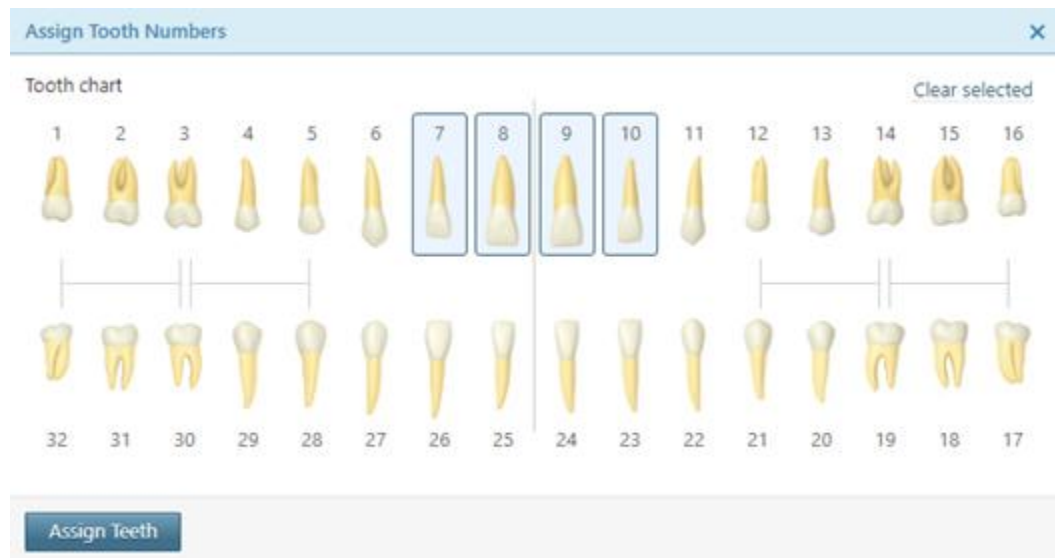 Assign Tooth Numbers
Tooth chart
Clear selected
1 2 3 4 5 6 7 8 9 10 11 12 13 14 15 16
32 31 30 29 28 27 26 25 24 23 22 21 20 19 18 17
Assign Teeth